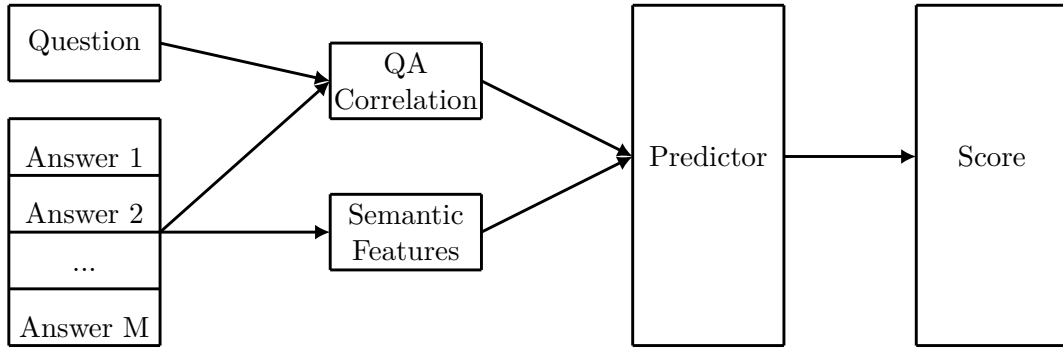 Question
Answer 1
Answer 2
...
Answer M
QA
Correlation
Semantic
Features
Predictor
Score